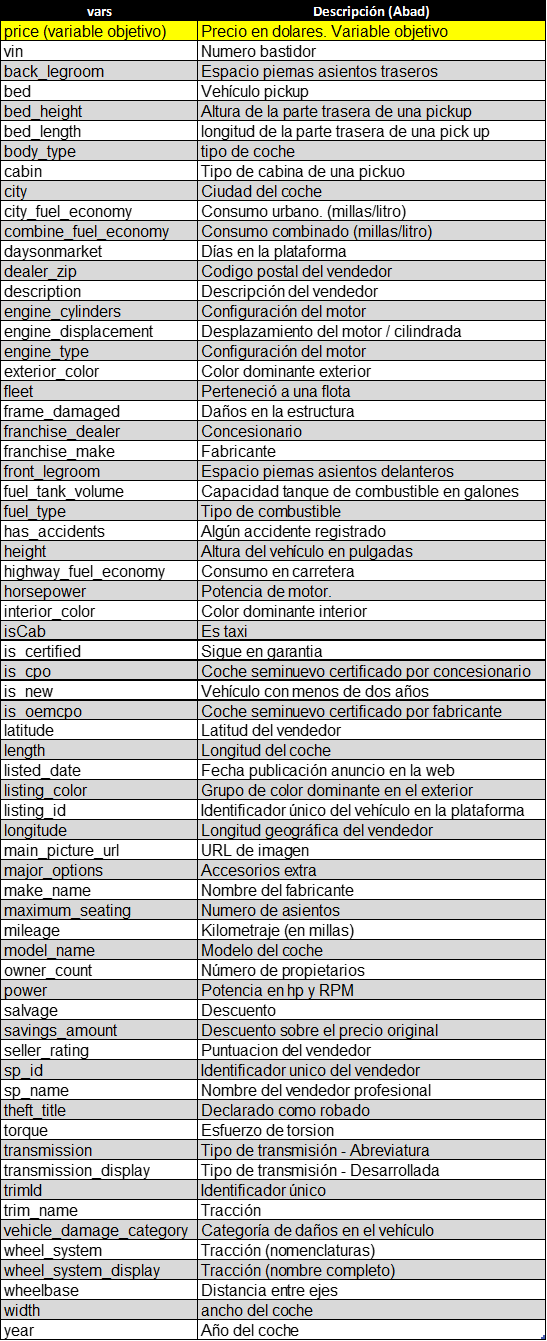 vars Descripción (Abad)
price (variable objetivo) Precio en dolares. Variable objetivo
vin Numero bastidor
back_legroom Espacio piernas asientos traseros
bed Vehículo pickup
bed_height Altura de la parte trasera de una pickup
bed_length longitud de la parte trasera de una pick up
body_type tipo de coche
cabin Tipo de cabina de una pickuo
city Ciudad del coche
city_fuel_economy Consumo urbano. (millas/litro)
combine_fuel_economy Consumo combinado (millas/litro)
daysonmarket Días en la plataforma
dealer_zip Codigo postal del vendedor
description Descripción del vendedor
engine_cylinders Configuración del motor
engine_displacement Desplazamiento del motor / cilindrada
engine_type Configuración del motor
exterior_color Color dominante exterior
fleet Perteneció a una flota
frame_damaged Daños en la estructura
franchise_dealer Concesionario
franchise_make Fabricante
front_legroom Espacio piernas asientos delanteros
fuel_tank_volume Capacidad tanque de combustible en galones
fuel_type Tipo de combustible
has_accidents Algún accidente registrado
height Altura del vehículo en pulgadas
highway_fuel_economy Consumo en carretera
horsepower Potencia de motor.
interior_color Color dominante interior
isCab Es taxi
is_certified Sigue en garantia
is_cpo Coche seminuevo certificado por concesionario
is_new Vehículo con menos de dos años
is_oemcpo Coche seminuevo certificado por fabricante
latitude Latitud del vendedor
length Longitud del coche
listed_date Fecha publicación anuncio en la web
listing_color Grupo de color dominante en el exterior
listing_id Identificador único del vehículo en la plataforma
longitude Longitud geográfica del vendedor
main_picture_url URL de imagen
major_options Accesorios extra
make_name Nombre del fabricante
maximum_seating Numero de asientos
mileage Kilometraje (en millas)
model_name Modelo del coche
owner_count Número de propietarios
power Potencia en hp y RPM
salvage Descuento
savings_amount Descuento sobre el precio original
seller_rating Puntuacion del vendedor
sp_id Identificador unico del vendedor
sp_name Nombre del vendedor profesional
theft_title Declarado como robado
torque Esfuerzo de torsion
transmission Tipo de transmisión - Abreviatura
transmission_display Tipo de transmisión - Desarrollada
trimId Identificador único
trim_name Tracción
vehicle_damage_category Categoría de daños en el vehículo
wheel_system Tracción (nomenclaturas)
wheel_system_display Tracción (nombre completo)
wheelbase Distancia entre ejes
width ancho del coche
year Año del coche